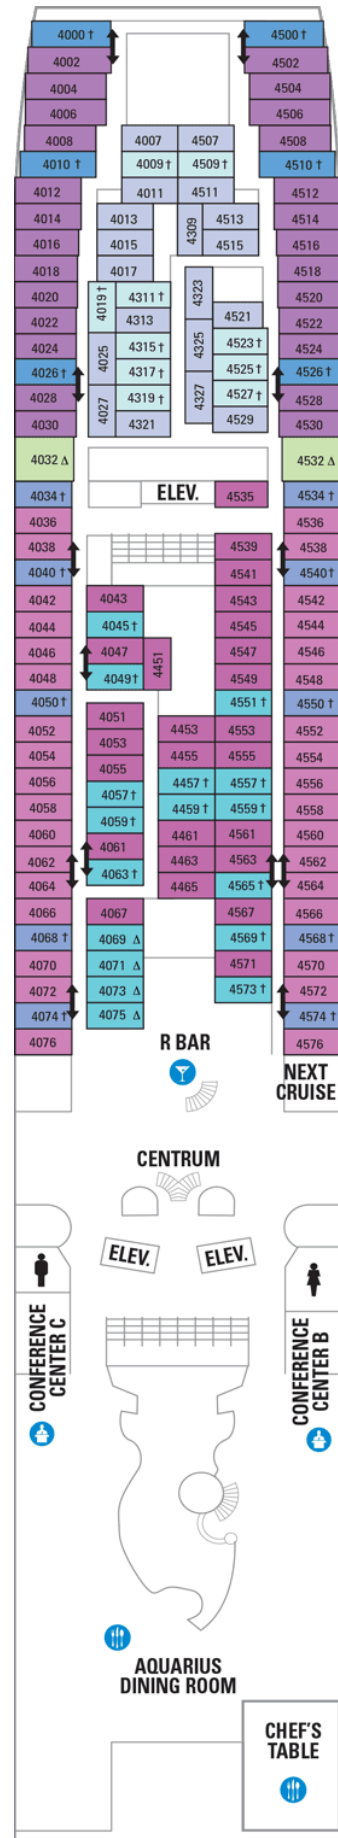 4000 † 4500 †
4002 4502
4004 4504
4006 4506
4008 4007 4507 4508
4010 † 4009 † 4509 † 4510 †
4012 4011 4511 4512
4014 4013 4309 4513 4514
4016 4015 4515 4516
4018 4017 4323 4518
4020 4019 † 4311 † 4520
4022 4313 4521 4522
4024 4025 4315 † 4325 4523 † 4524
4026 † 4317 † 4525 † 4526 †
4028 4027 4319 † 4327 4527 † 4528
4030 4321 4529 4530
4032 Δ 4532 Δ
4034 † ELEV. 4535 4534 †
4036 4536
4038 4539 4538
4040 † 4541 4540 †
4042 4043 4543 4542
4044 4045 † 4545 4544
4046 4047 4451 4547 4546
4048 4049 † 4549 4548
4050 † 4551 † 4550 †
4052 4051 4453 4553 4552
4054 4053 4455 4555 4554
4056 4055 4457 † 4557 † 4556
4058 4057 † 4459 † 4559 † 4558
4060 4059 † 4461 4561 4560
4062 4061 4463 4563 4562
4064 4063 † 4465 4565 † 4564
4066 4067 4567 4566
4068 † 4069 Δ 4569 † 4568 †
4070 4071 Δ 4571 4570
4072 4073 Δ 4573 † 4572
4074 † 4075 Δ 4574 †
4076 4576
R BAR
NEXT
CRUISE
CENTRUM
ELEV. ELEV.
CONFERENCE
CENTER C
CONFERENCE
CENTER B
AQUARIUS
DINING ROOM
CHEF'S
TABLE